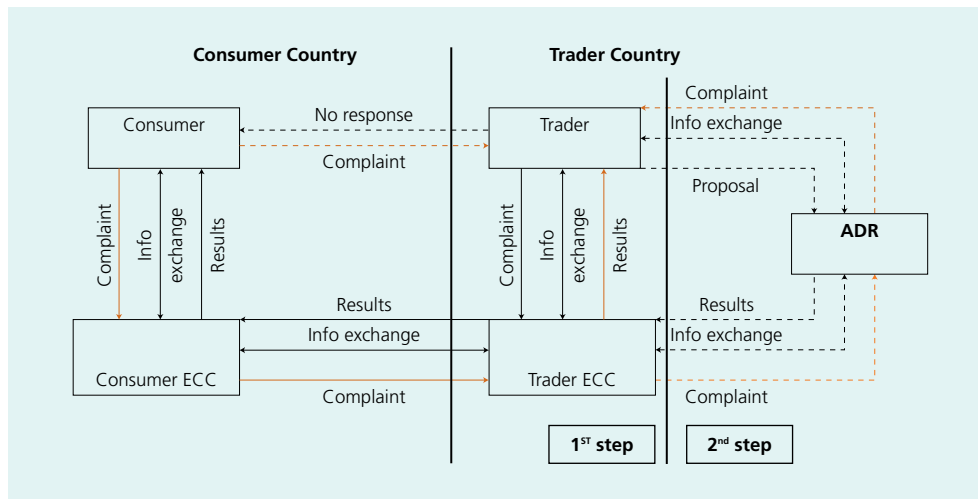 Consumer Country
Trader Country
Complaint
Consumer
No response
Trader
Info exchange
Complaint
Proposal
Complaint
Info
exchange
Results
Complaint
Info
exchange
Results
ADR
Results
Results
Info exchange
Info exchange
Consumer ECC
Trader ECC
Complaint
Complaint
1ST step
2nd step